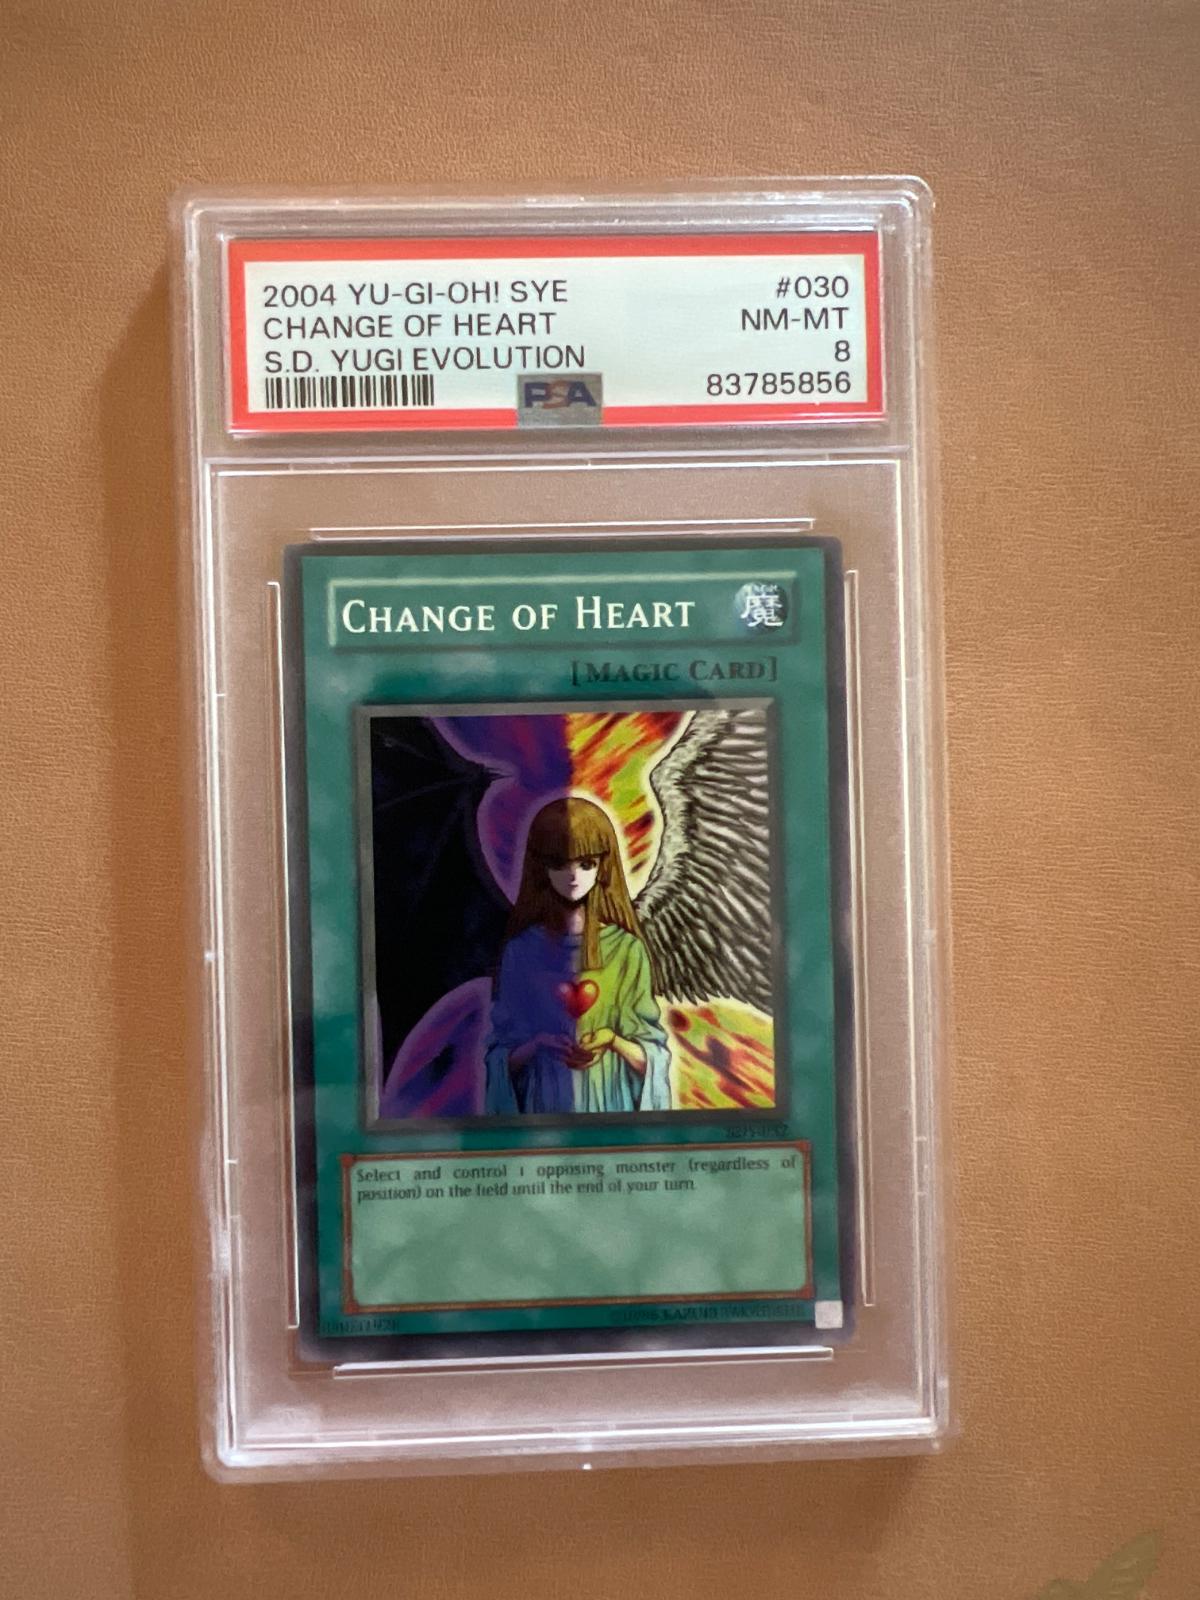 2004 YU-GI-OH! SYE #030
CHANGE OF HEART NM-MT
S.D. YUGI EVOLUTION 8
PSA 83785856
CHANGE OF HEART 魔
[MAGIC CARD]
Select and control 1 opposing monster (regardless of
position) on the field until the end of your turn.